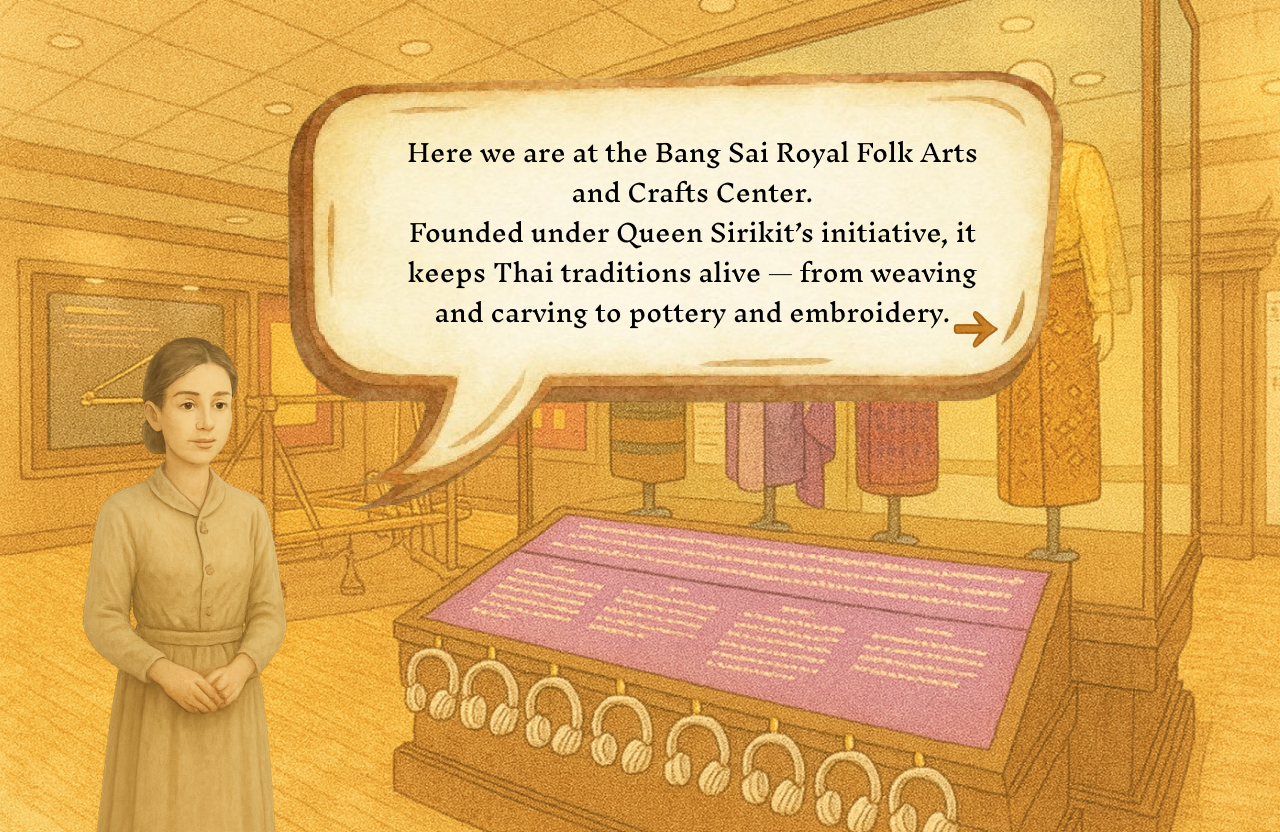 Here we are at the Bang Sai Royal Folk Arts
and Crafts Center.
Founded under Queen Sirikit’s initiative, it
keeps Thai traditions alive — from weaving
and carving to pottery and embroidery.